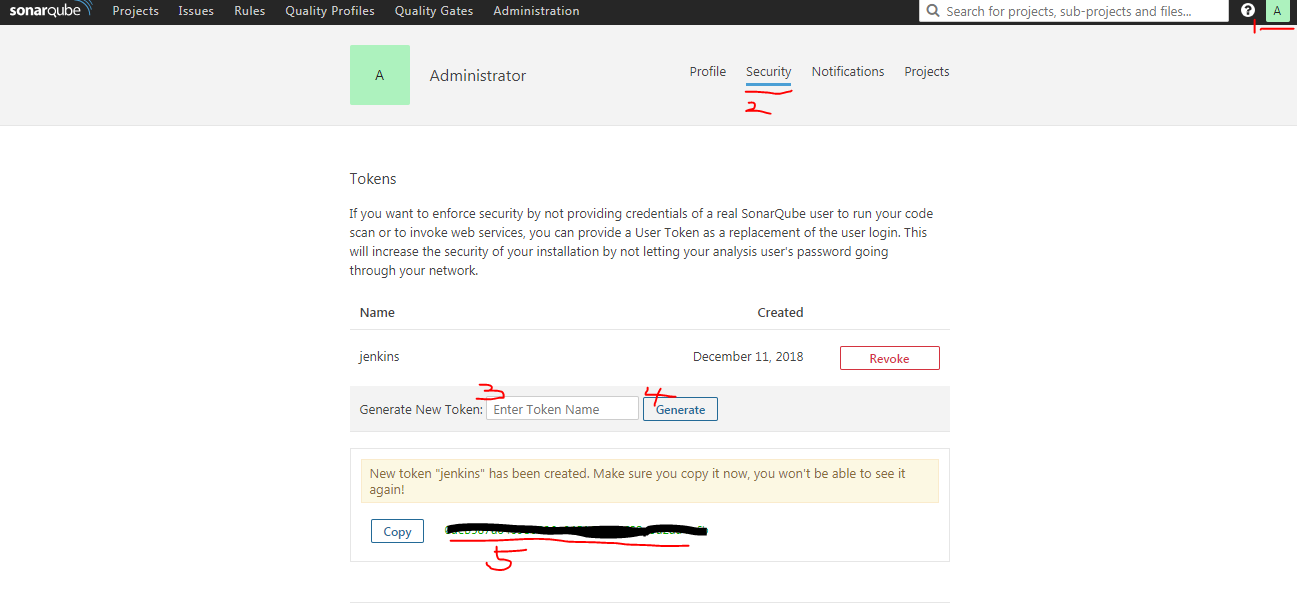 sonarqube Projects Issues Rules Quality Profiles Quality Gates Administration Search for projects, sub-projects and files... ? A
1
A Administrator Profile Security Notifications Projects
2
Tokens
If you want to enforce security by not providing credentials of a real SonarQube user to run your code
scan or to invoke web services, you can provide a User Token as a replacement of the user login. This
will increase the security of your installation by not letting your analysis user's password going
through your network.
Name Created
jenkins December 11, 2018 Revoke
3 4
Generate New Token: Enter Token Name Generate
New token "jenkins" has been created. Make sure you copy it now, you won't be able to see it
again!
Copy
5